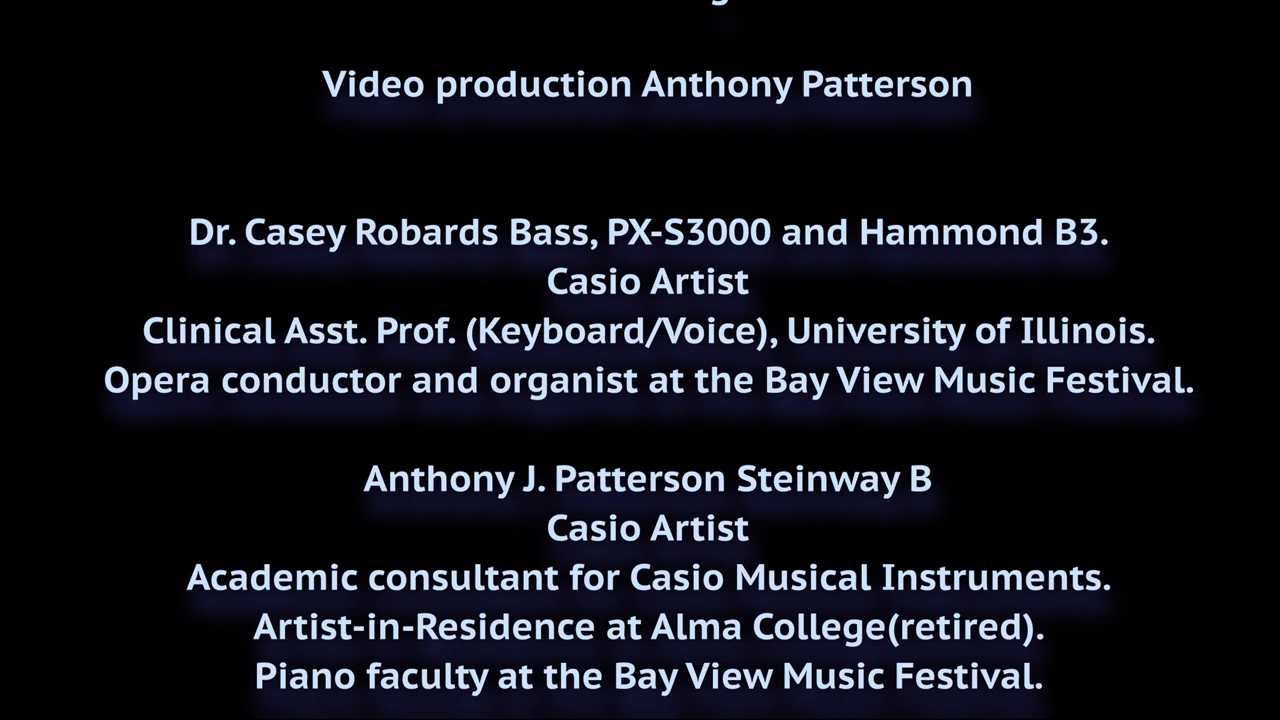 Video production Anthony Patterson
Dr. Casey Robards Bass, PX-S3000 and Hammond B3.
Casio Artist
Clinical Asst. Prof. (Keyboard/Voice), University of Illinois.
Opera conductor and organist at the Bay View Music Festival.
Anthony J. Patterson Steinway B
Casio Artist
Academic consultant for Casio Musical Instruments.
Artist-in-Residence at Alma College(retired).
Piano faculty at the Bay View Music Festival.